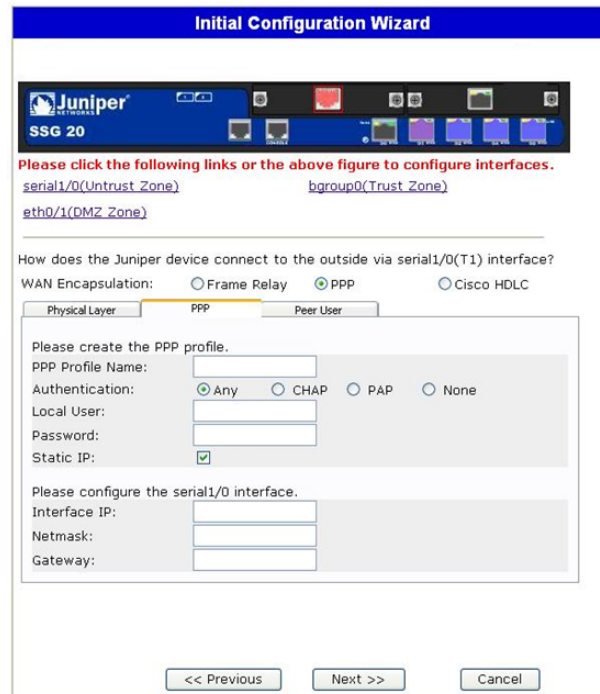 Initial Configuration Wizard
Juniper
NETWORKS
SSG 20
CONSOLE
Please click the following links or the above figure to configure interfaces.
serial1/0(Untrust Zone) bgroup0(Trust Zone)
eth0/1(DMZ Zone)
How does the Juniper device connect to the outside via serial1/0(T1) interface?
WAN Encapsulation: Frame Relay PPP Cisco HDLC
Physical Layer PPP Peer User
Please create the PPP profile.
PPP Profile Name:
Authentication: Any CHAP PAP None
Local User:
Password:
Static IP:
Please configure the serial1/0 interface.
Interface IP:
Netmask:
Gateway:
<< Previous Next >> Cancel